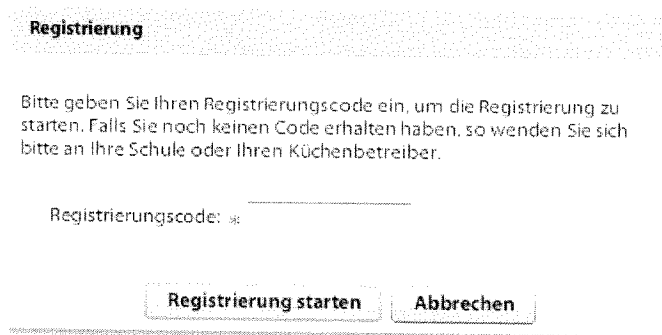 Registrierung
Bitte geben Sie Ihren Registrierungscode ein, um die Registrierung zu
starten. Falls Sie noch keinen Code erhalten haben, so wenden Sie sich
bitte an Ihre Schule oder Ihren Küchenbetreiber.
Registrierungscode: *
Registrierung starten Abbrechen